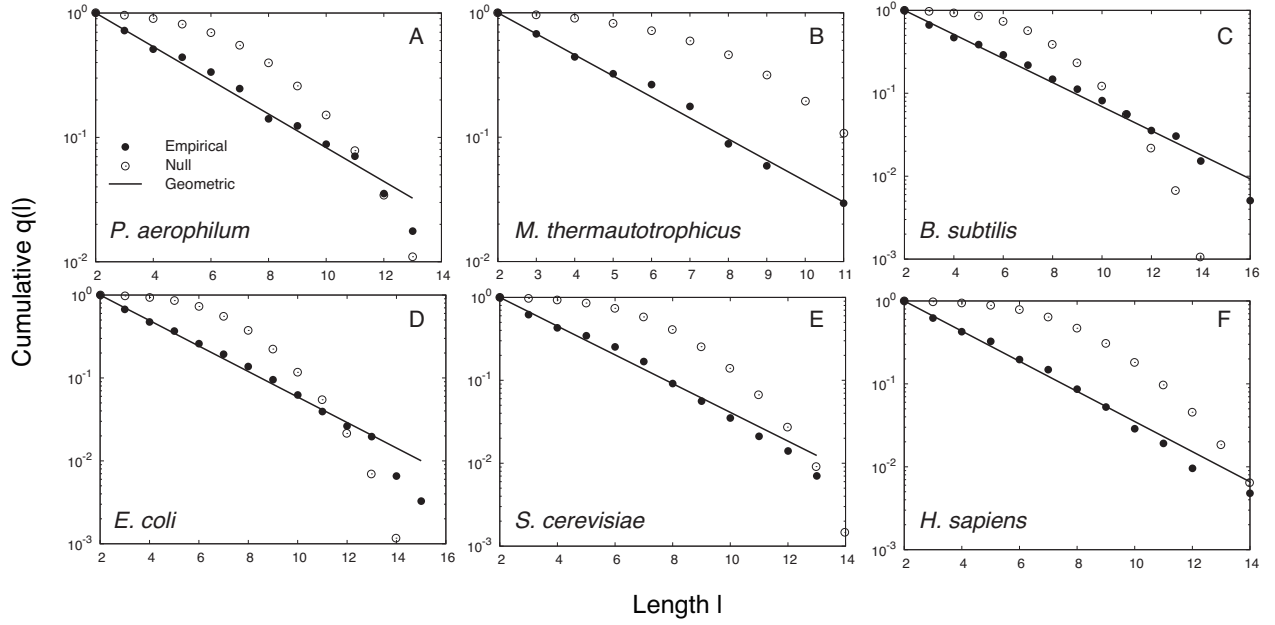 Cumulative q(l)
A
10^0
10^-1
10^-2
2 4 6 8 10 12 14
Empirical
Null
Geometric
P. aerophilum
B
10^0
10^-1
10^-2
2 3 4 5 6 7 8 9 10 11
M. thermautotrophicus
C
10^0
10^-1
10^-2
10^-3
2 4 6 8 10 12 14 16
B. subtilis
D
10^0
10^-1
10^-2
10^-3
2 4 6 8 10 12 14 16
E. coli
E
10^0
10^-1
10^-2
10^-3
2 4 6 8 10 12 14
S. cerevisiae
F
10^0
10^-1
10^-2
10^-3
2 4 6 8 10 12 14
H. sapiens
Length l